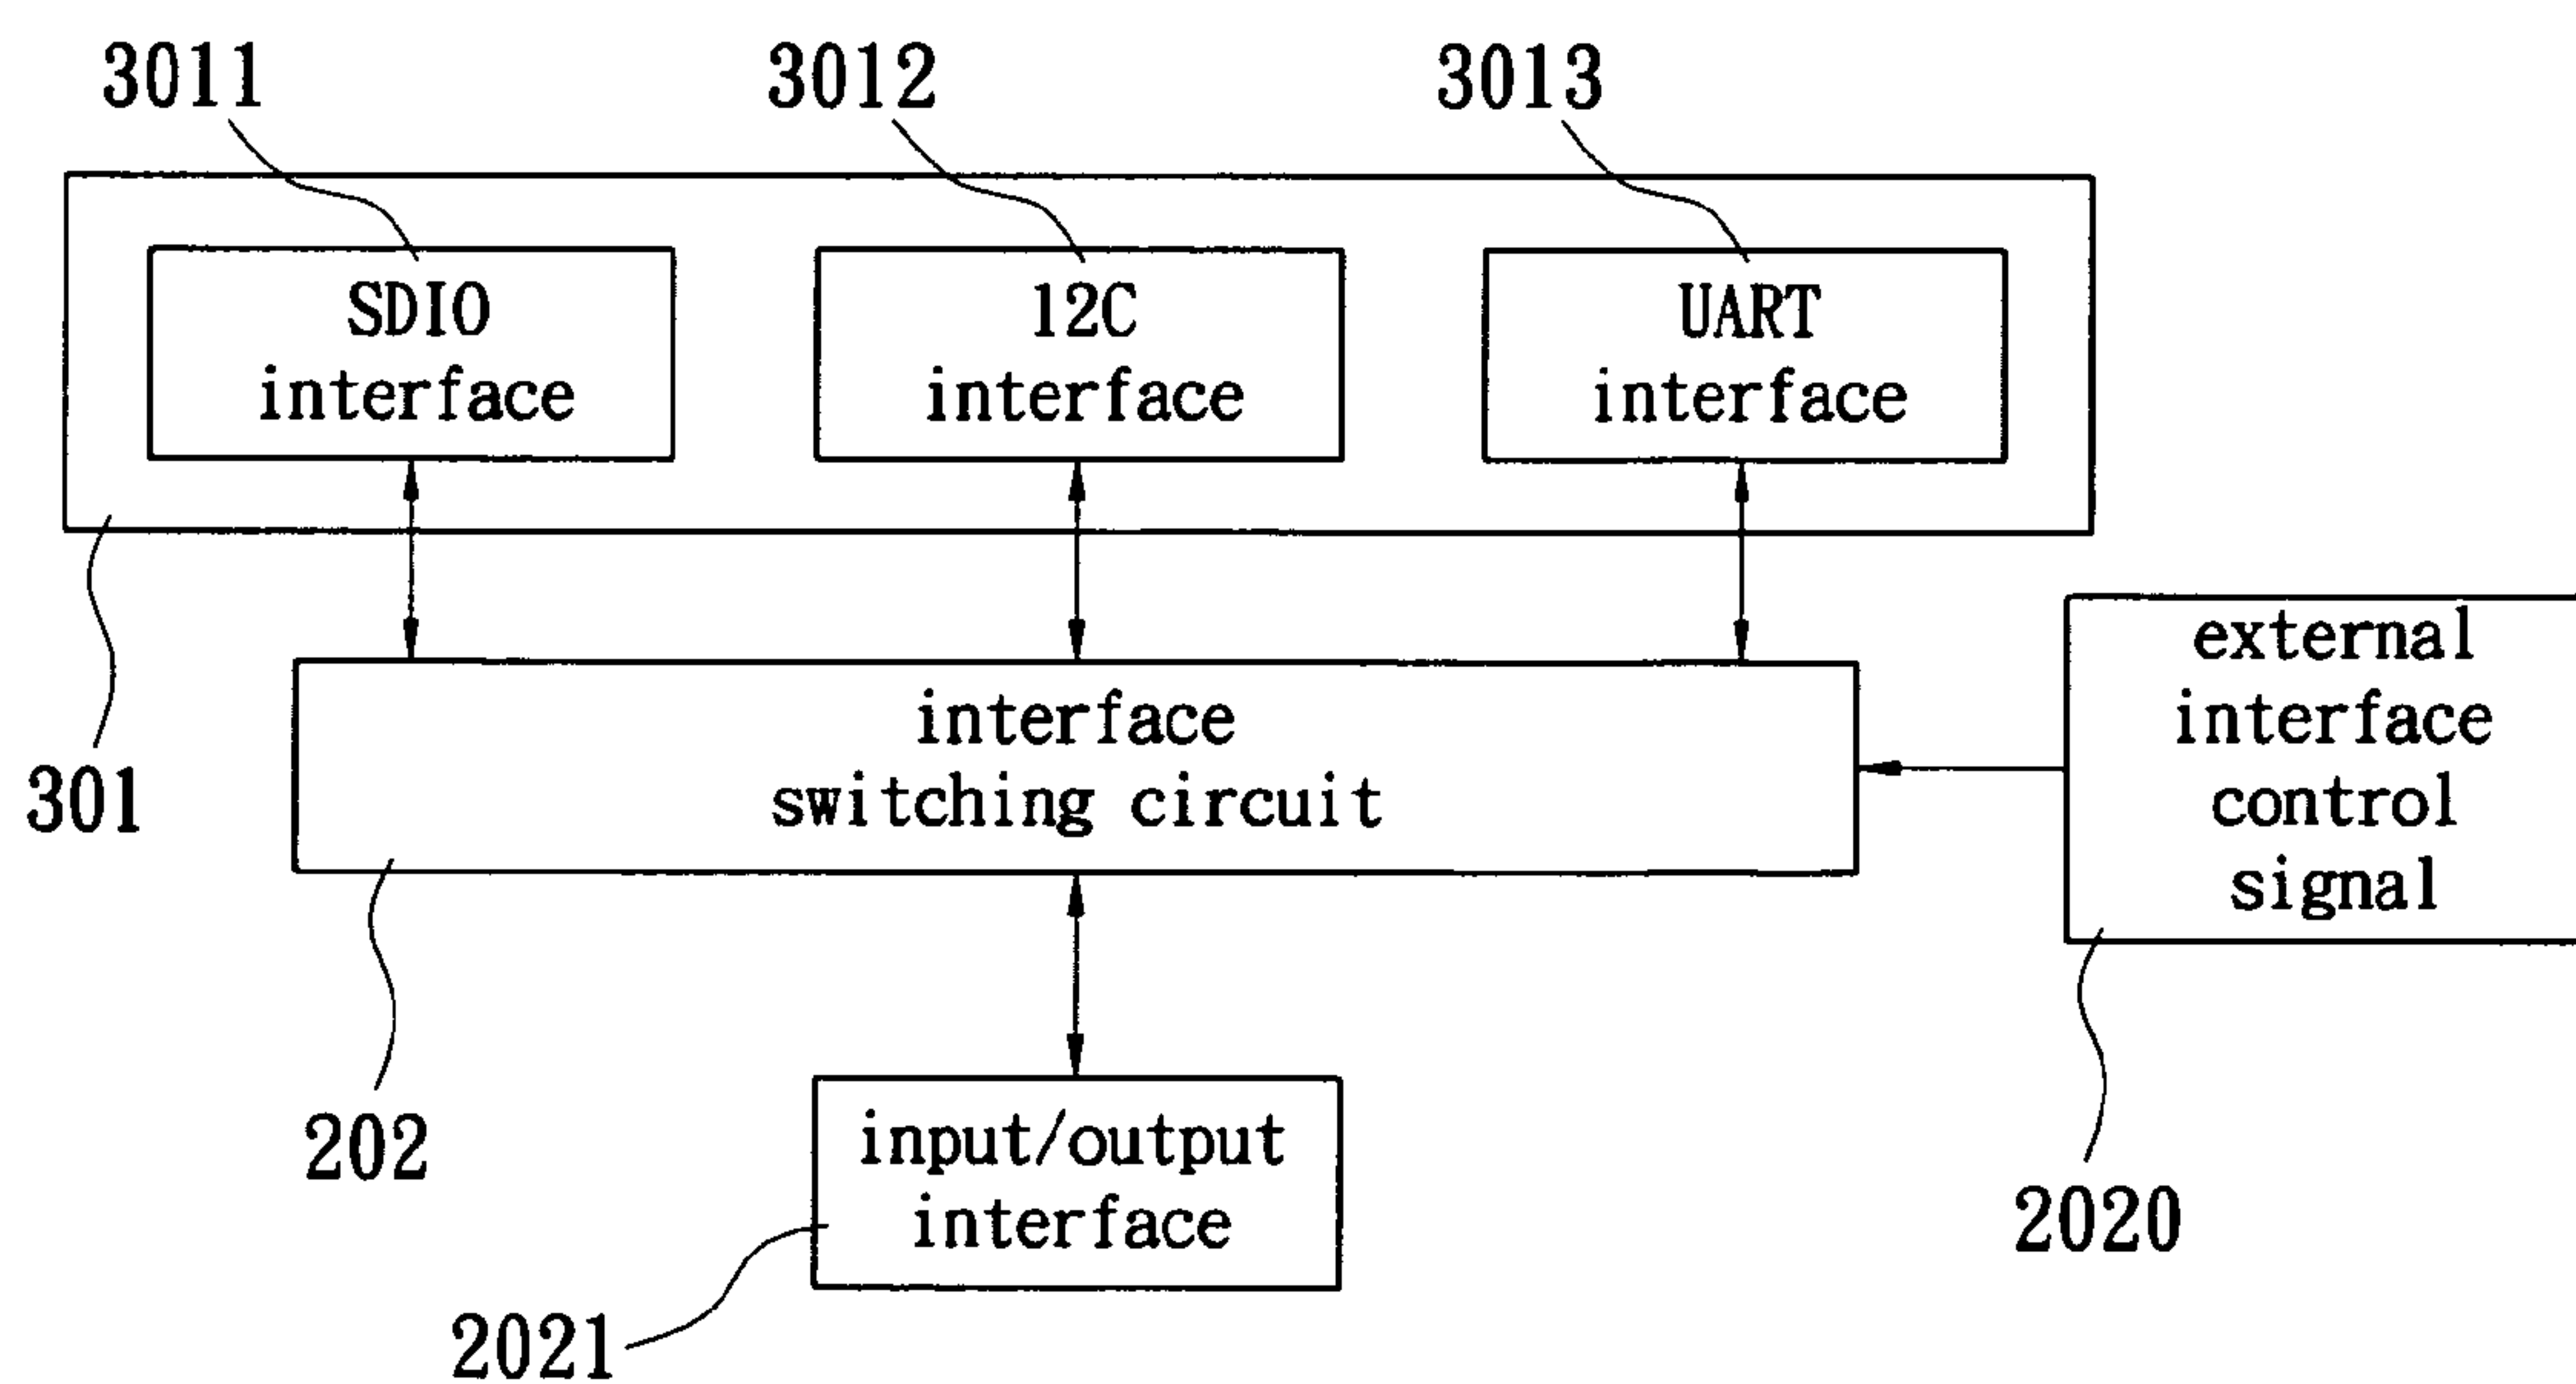 3011
3012
3013
SDIO
interface
12C
interface
UART
interface
301
interface
switching circuit
external
interface
control
signal
202
input/output
interface
2020
2021